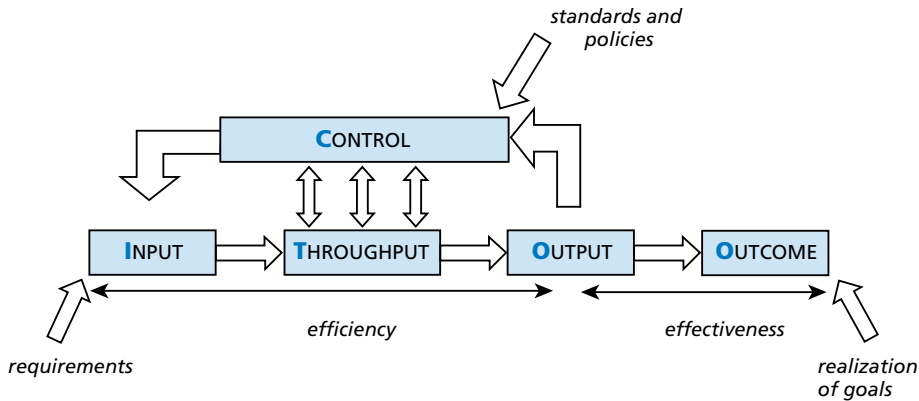 standards and
policies
CONTROL
INPUT
THROUGHPUT
OUTPUT
OUTCOME
efficiency
effectiveness
requirements
realization
of goals